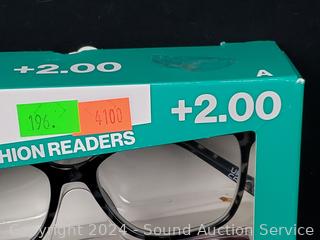 +2.00
A
196.
4100
+2.00
HION READERS
Copyright 2024 - Sound Auction Service